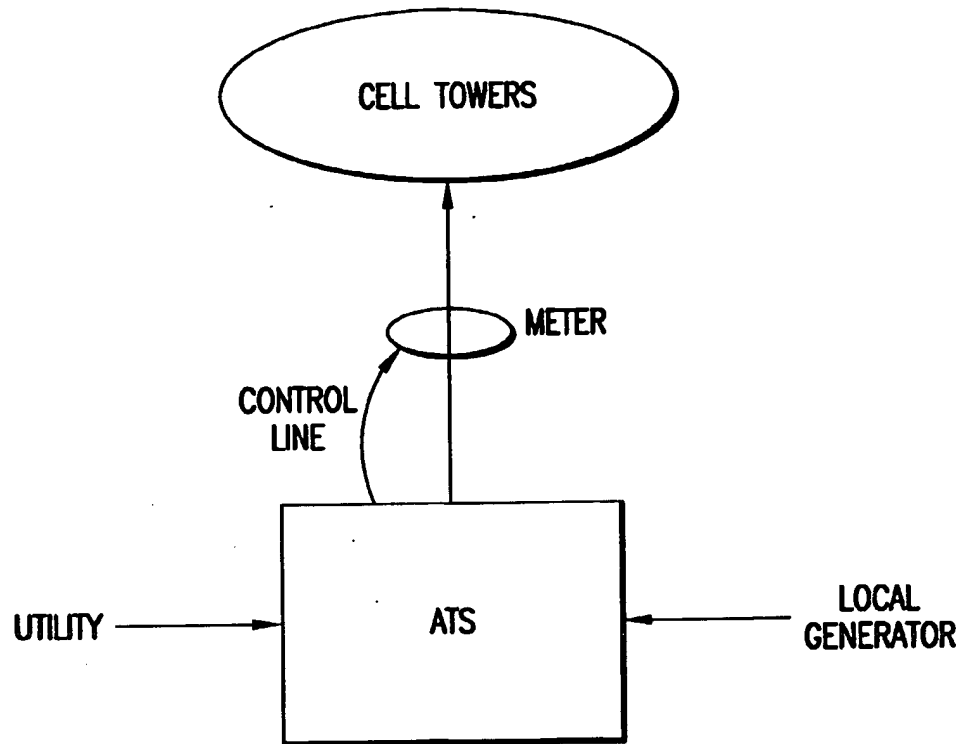 CELL TOWERS
METER
CONTROL
LINE
UTILITY
ATS
LOCAL
GENERATOR